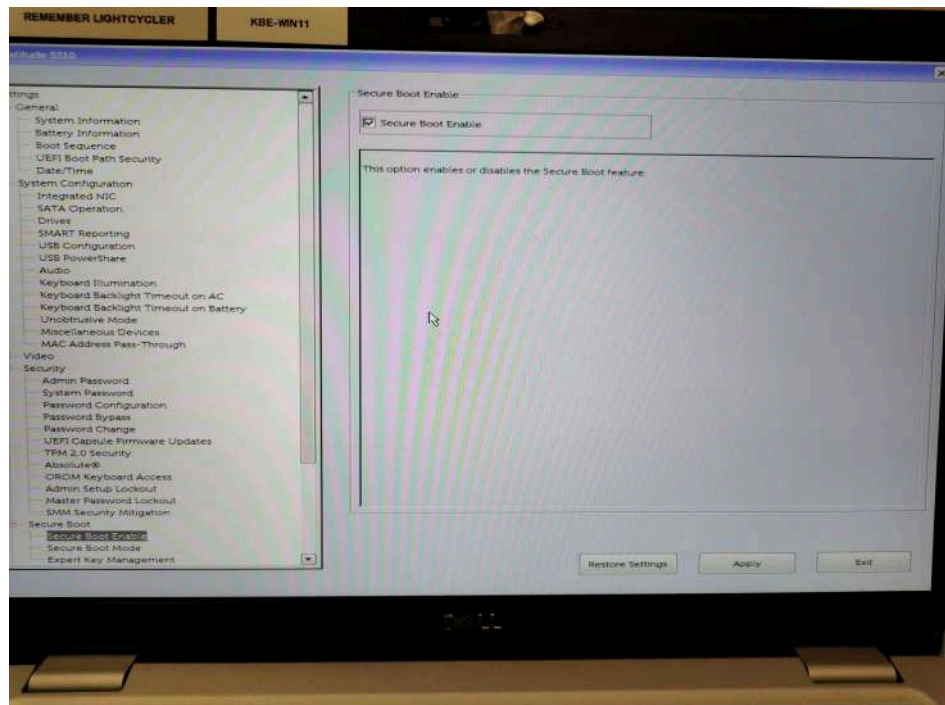 REMEMBER LIGHTCYCLER
KBE-WIN11
Latitude 5510
Settings
General
System Information
Battery Information
Boot Sequence
UEFI Boot Path Security
Date/Time
System Configuration
Integrated NIC
SATA Operation
Drives
SMART Reporting
USB Configuration
USB PowerShare
Audio
Keyboard Illumination
Keyboard Backlight Timeout on AC
Keyboard Backlight Timeout on Battery
Unobtrusive Mode
Miscellaneous Devices
MAC Address Pass-Through
Video
Security
Admin Password
System Password
Password Configuration
Password Bypass
Password Change
UEFI Capsule Firmware Updates
TPM 2.0 Security
Absolute®
OROM Keyboard Access
Admin Setup Lockout
Master Password Lockout
SMM Security Mitigation
Secure Boot
Secure Boot Enable
Secure Boot Mode
Expert Key Management
Secure Boot Enable
Secure Boot Enable
This option enables or disables the Secure Boot feature
Restore Settings
Apply
Exit
DELL